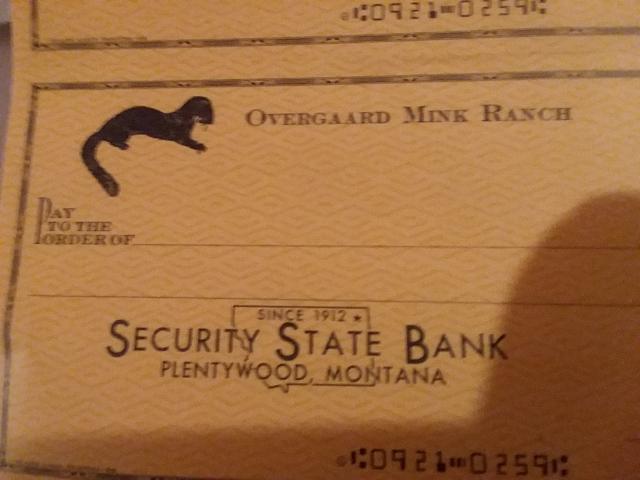 ⑆0921⑉0259⑆
OVERGAARD MINK RANCH
PAY
TO THE
ORDER OF
SINCE 1912 ★
SECURITY STATE BANK
PLENTYWOOD, MONTANA
⑆0921⑉0259⑆